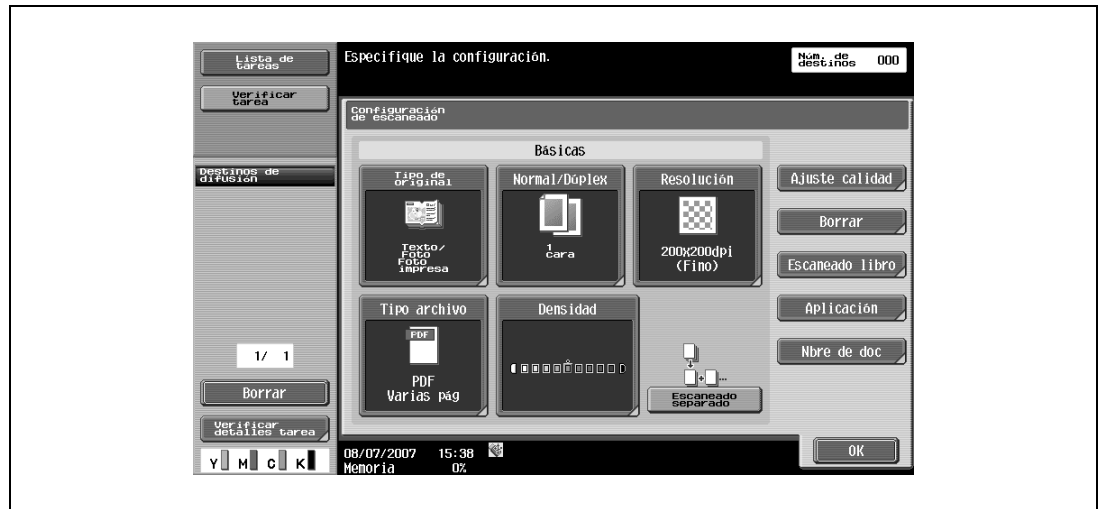 Lista de
tareas
Verificar
tarea
Destinos de
difusión
1/ 1
Borrar
Verificar
detalles tarea
Y M C K
Especifique la configuración.
Núm. de
destinos 000
Configuración
de escaneado
Básicas
Tipo de
original
Texto/
Foto
Foto
impresa
Normal/Dúplex
1
cara
Resolución
200x200dpi
(Fino)
Tipo archivo
PDF
PDF
Varias pág
Densidad
Escaneado
separado
Ajuste calidad
Borrar
Escaneado libro
Aplicación
Nbre de doc
08/07/2007 15:38
Memoria 0%
OK